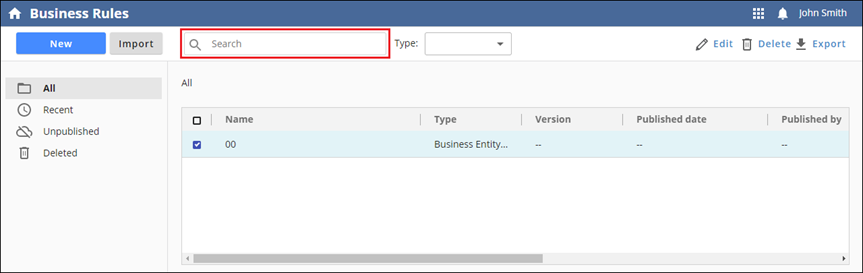 Business Rules John Smith
New Import Search Type: Edit Delete Export
All All
Recent
Unpublished
Deleted
Name Type Version Published date Published by
00 Business Entity... -- -- --